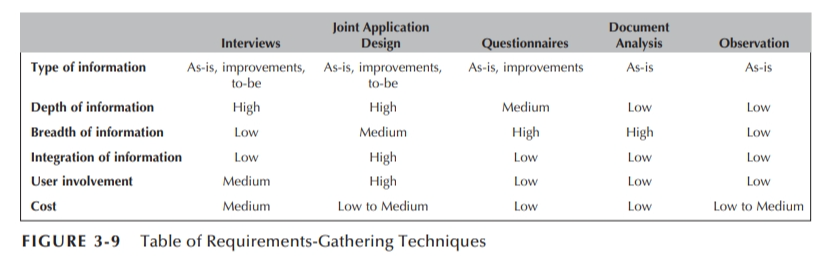 Joint Application Document
Interviews Design Questionnaires Analysis Observation
Type of information As-is, improvements, As-is, improvements, As-is, improvements As-is As-is
to-be to-be
Depth of information High High Medium Low Low
Breadth of information Low Medium High High Low
Integration of information Low High Low Low Low
User involvement Medium High Low Low Low
Cost Medium Low to Medium Low Low Low to Medium
FIGURE 3-9 Table of Requirements-Gathering Techniques